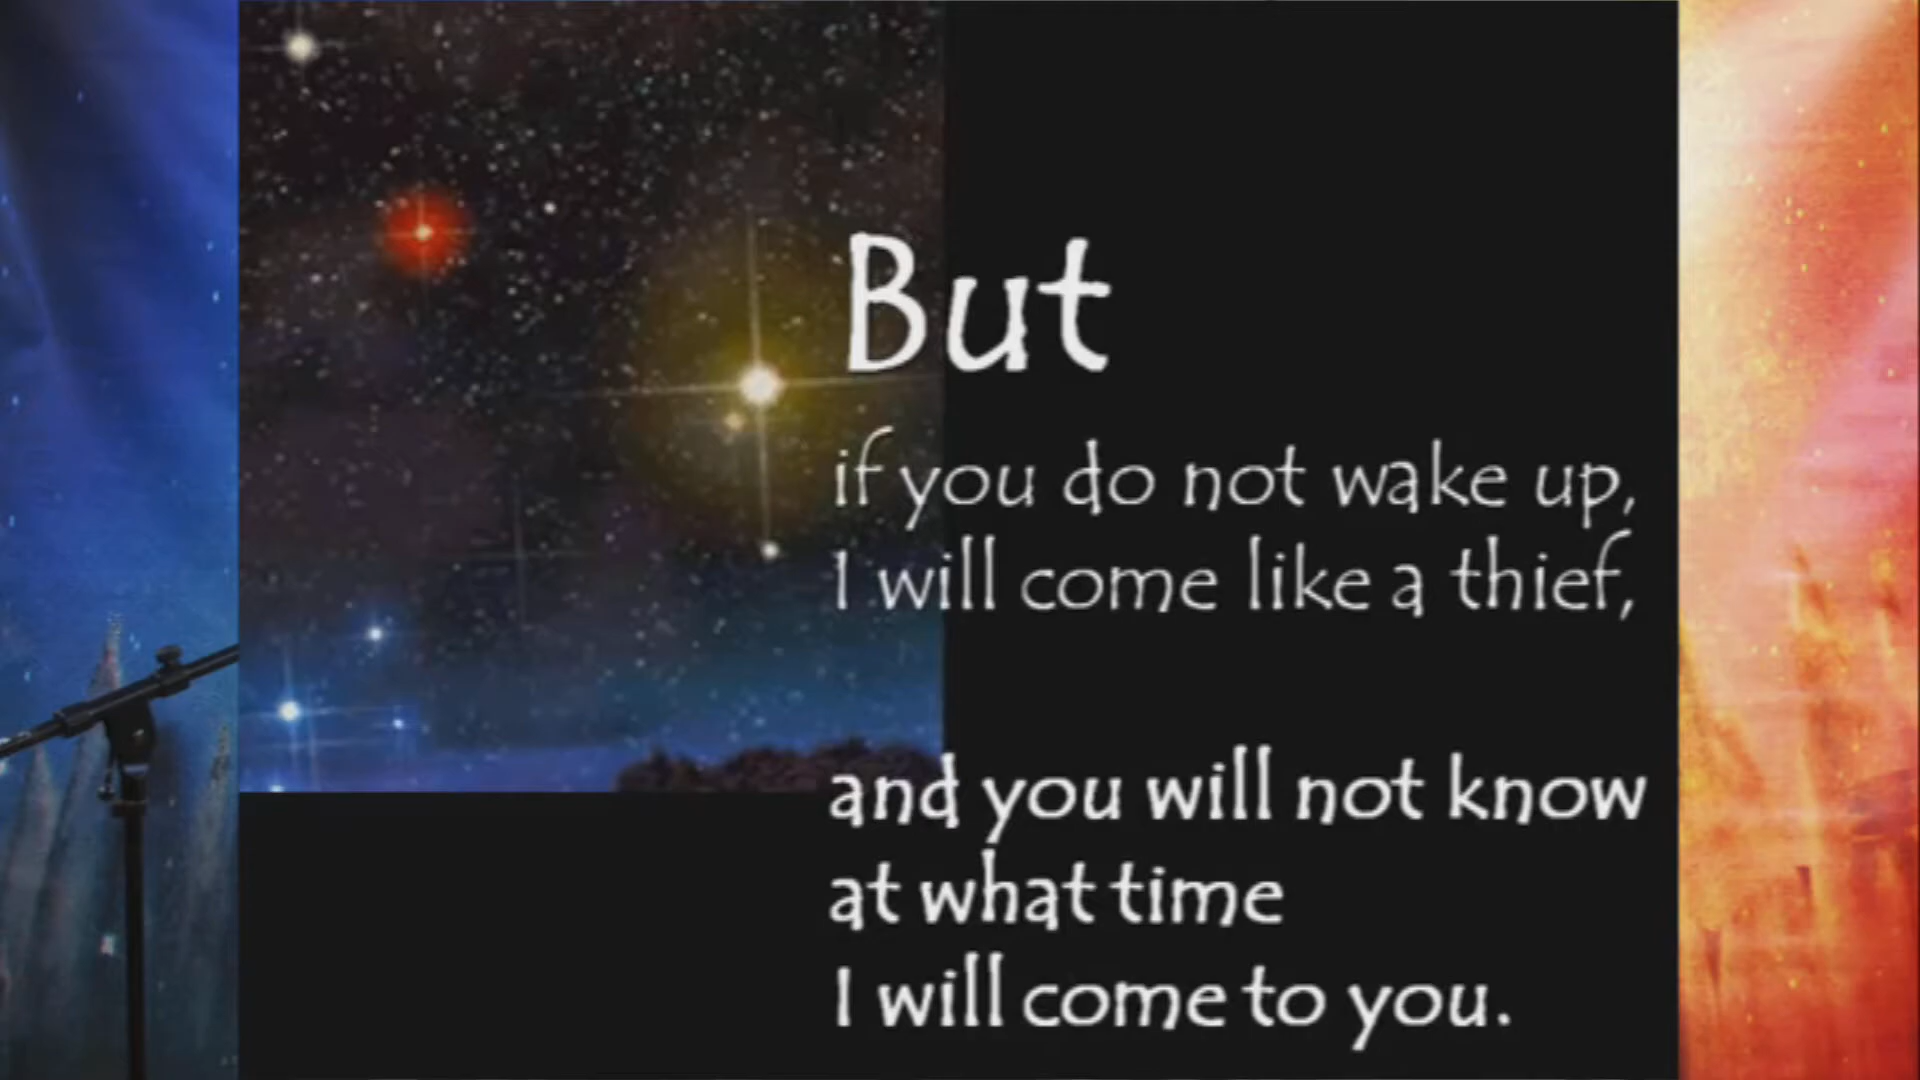 But
if you do not wake up,
I will come like a thief,
and you will not know
at what time
I will come to you.